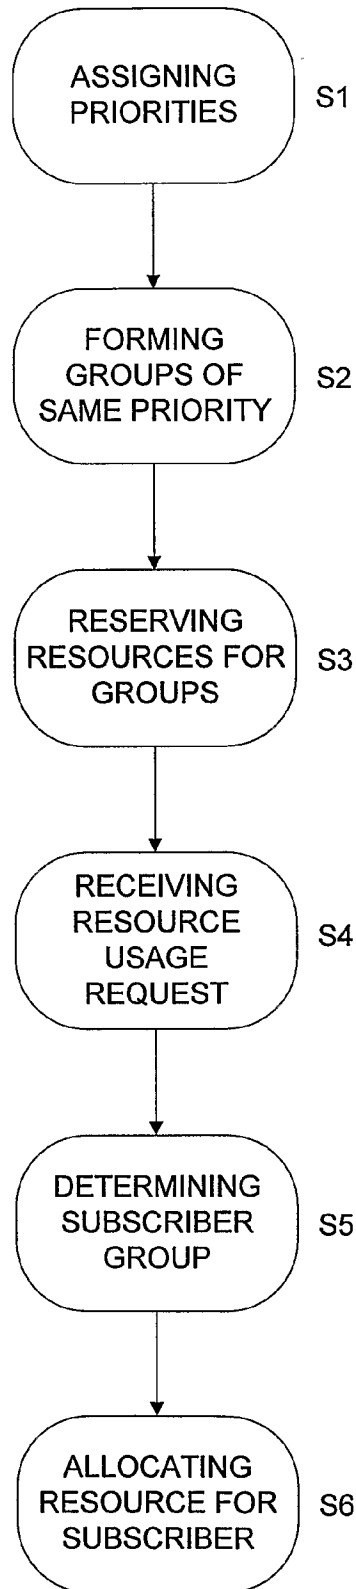 ASSIGNING
PRIORITIES
S1
FORMING
GROUPS OF
SAME PRIORITY
S2
RESERVING
RESOURCES FOR
GROUPS
S3
RECEIVING
RESOURCE
USAGE
REQUEST
S4
DETERMINING
SUBSCRIBER
GROUP
S5
ALLOCATING
RESOURCE FOR
SUBSCRIBER
S6